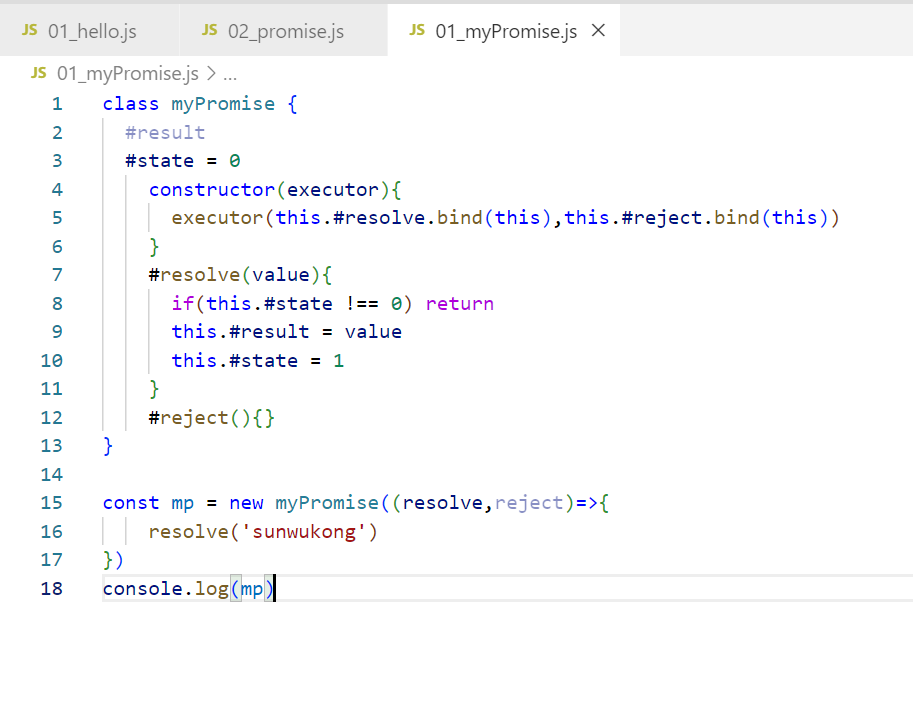 JS 01_hello.js JS 02_promise.js JS 01_myPromise.js ×
JS 01_myPromise.js > ...
1 class myPromise {
2 #result
3 #state = 0
4 constructor(executor){
5 executor(this.#resolve.bind(this),this.#reject.bind(this))
6 }
7 #resolve(value){
8 if(this.#state !== 0) return
9 this.#result = value
10 this.#state = 1
11 }
12 #reject(){}
13 }
14
15 const mp = new myPromise((resolve,reject)=>{
16 resolve('sunwukong')
17 })
18 console.log(mp)